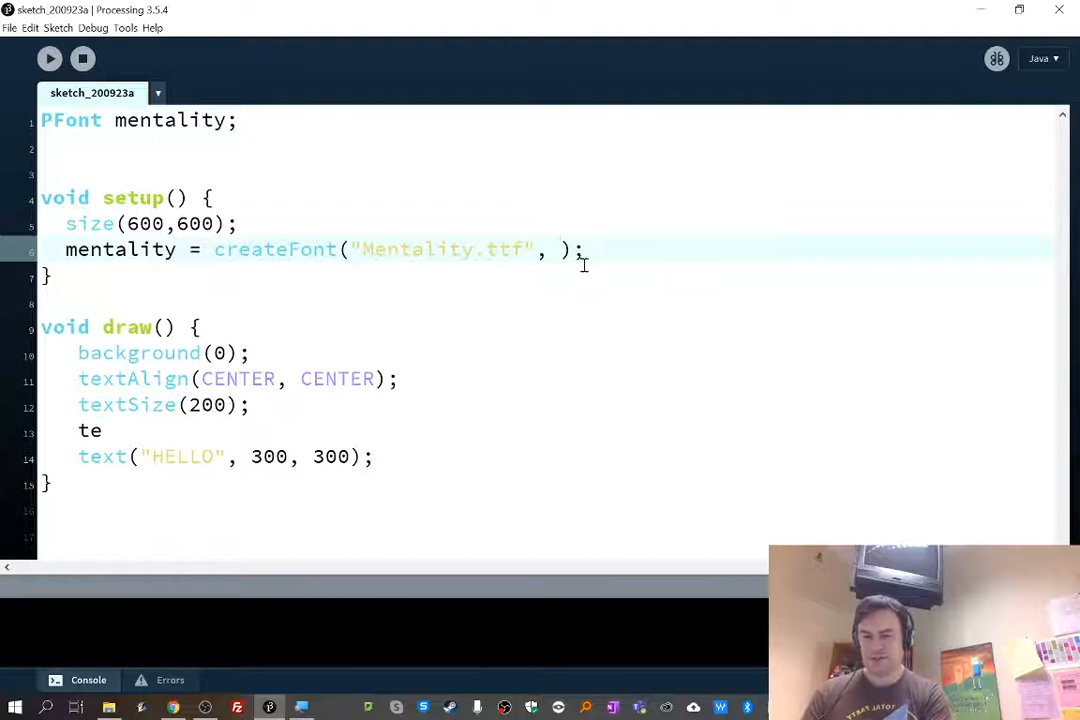 sketch_200923a | Processing 3.5.4
File Edit Sketch Debug Tools Help
Java ▾
sketch_200923a ▾
1 PFont mentality;
2
3
4 void setup() {
5 size(600,600);
6 mentality = createFont("Mentality.ttf", );
7 }
8
9 void draw() {
10 background(0);
11 textAlign(CENTER, CENTER);
12 textSize(200);
13 te
14 text("HELLO", 300, 300);
15 }
16
17
Console Errors